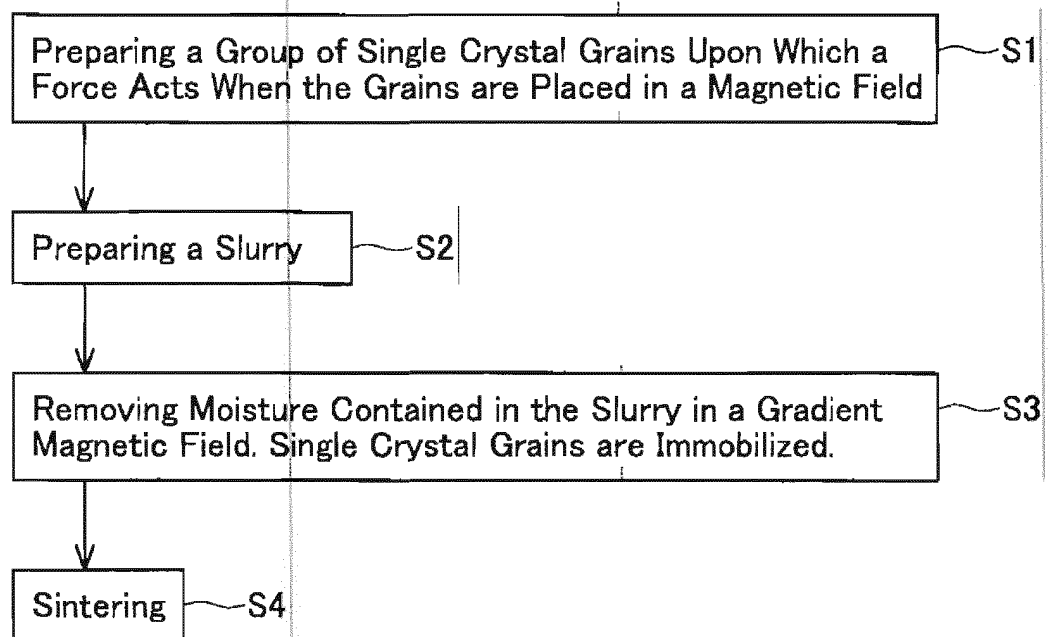 Preparing a Group of Single Crystal Grains Upon Which a
Force Acts When the Grains are Placed in a Magnetic Field
S1
Preparing a Slurry
S2
Removing Moisture Contained in the Slurry in a Gradient
Magnetic Field. Single Crystal Grains are Immobilized.
S3
Sintering
S4